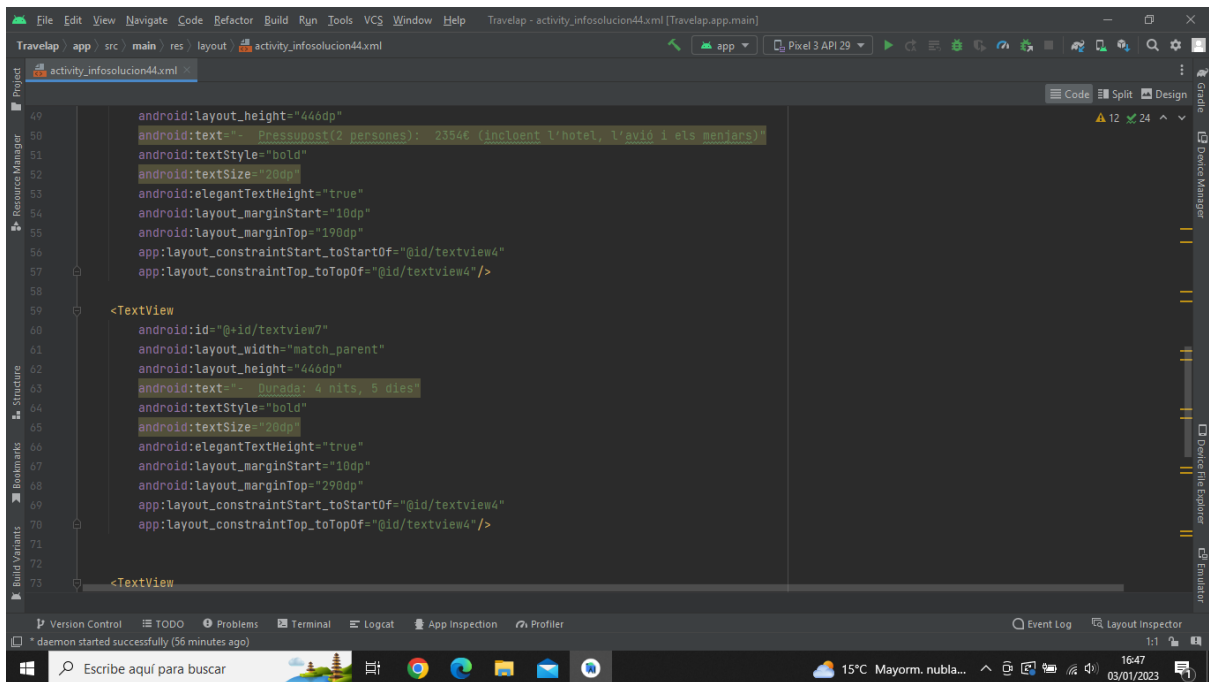 File Edit View Navigate Code Refactor Build Run Tools VCS Window Help Travelap - activity_infosolucion44.xml [Travelap.app.main]
Travelap app src main res layout activity_infosolucion44.xml app Pixel 3 API 29
activity_infosolucion44.xml
Code Split Design
12 24
49 android:layout_height="446dp"
50 android:text="-  Pressupost(2 persones):  2354€ (incloent l'hotel, l'avió i els menjars)"
51 android:textStyle="bold"
52 android:textSize="20dp"
53 android:elegantTextHeight="true"
54 android:layout_marginStart="10dp"
55 android:layout_marginTop="190dp"
56 app:layout_constraintStart_toStartOf="@id/textview4"
57 app:layout_constraintTop_toTopOf="@id/textview4"/>
58
59 <TextView
60 android:id="@+id/textview7"
61 android:layout_width="match_parent"
62 android:layout_height="446dp"
63 android:text="-  Durada: 4 nits, 5 dies"
64 android:textStyle="bold"
65 android:textSize="20dp"
66 android:elegantTextHeight="true"
67 android:layout_marginStart="10dp"
68 android:layout_marginTop="290dp"
69 app:layout_constraintStart_toStartOf="@id/textview4"
70 app:layout_constraintTop_toTopOf="@id/textview4"/>
71
72
73 <TextView
Project
Resource Manager
Structure
Bookmarks
Build Variants
Gradle
Device Manager
Device File Explorer
Emulator
Version Control TODO Problems Terminal Logcat App Inspection Profiler Event Log Layout Inspector
* daemon started successfully (56 minutes ago) 1:1
Escribe aquí para buscar 15°C Mayorm. nubla... 16:47
03/01/2023
1